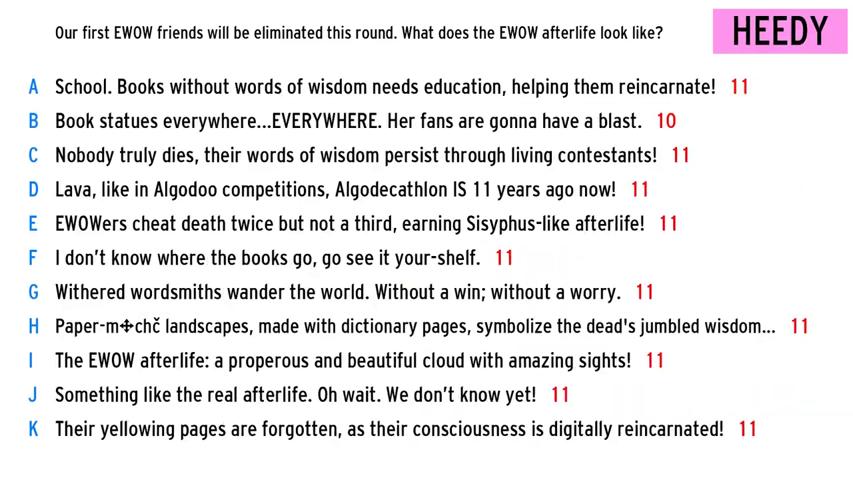 Our first EWOW friends will be eliminated this round. What does the EWOW afterlife look like?
HEEDY
A School. Books without words of wisdom needs education, helping them reincarnate! 11
B Book statues everywhere...EVERYWHERE. Her fans are gonna have a blast. 10
C Nobody truly dies, their words of wisdom persist through living contestants! 11
D Lava, like in Algodoo competitions, Algodecathlon IS 11 years ago now! 11
E EWOWers cheat death twice but not a third, earning Sisyphus-like afterlife! 11
F I don't know where the books go, go see it your-shelf. 11
G Withered wordsmiths wander the world. Without a win; without a worry. 11
H Paper-m✣chč landscapes, made with dictionary pages, symbolize the dead's jumbled wisdom... 11
I The EWOW afterlife: a properous and beautiful cloud with amazing sights! 11
J Something like the real afterlife. Oh wait. We don't know yet! 11
K Their yellowing pages are forgotten, as their consciousness is digitally reincarnated! 11